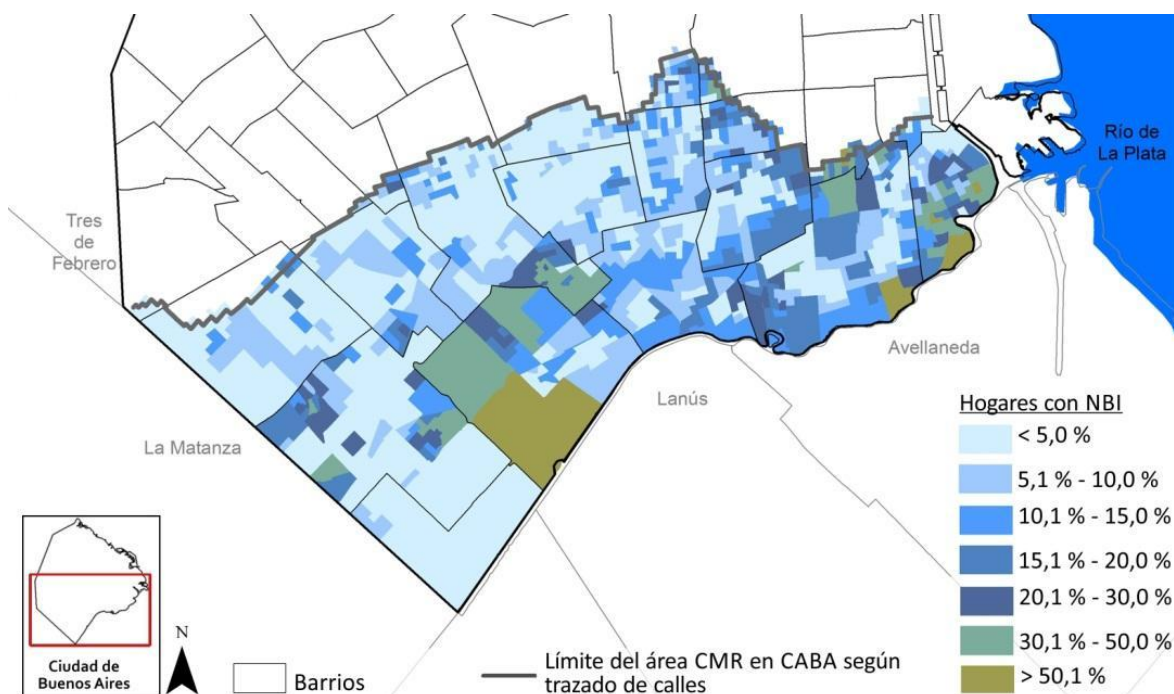 Río de
La Plata
Tres
de
Febrero
Avellaneda
Lanús
La Matanza
Hogares con NBI
< 5,0 %
5,1 % - 10,0 %
10,1 % - 15,0 %
15,1 % - 20,0 %
20,1 % - 30,0 %
30,1 % - 50,0 %
> 50,1 %
Ciudad de
Buenos Aires
N
Barrios
Límite del área CMR en CABA según
trazado de calles